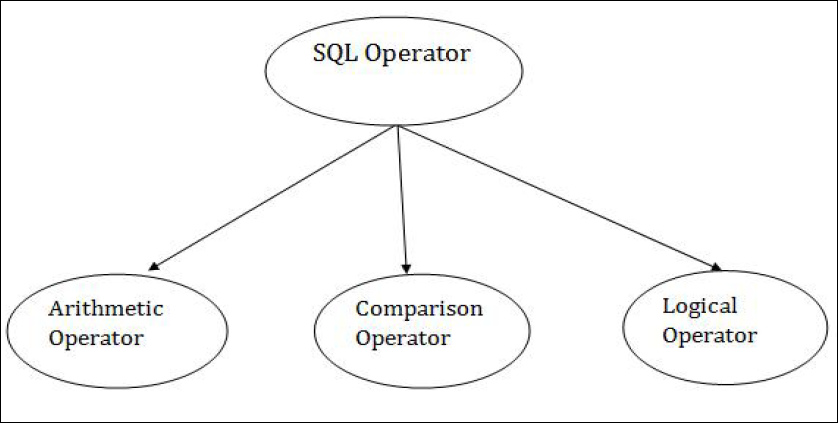 SQL Operator
Arithmetic
Operator
Comparison
Operator
Logical
Operator